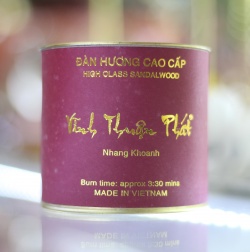 ĐÀN HƯƠNG CAO CẤP
HIGH CLASS SANDALWOOD
Vĩnh Thuận Phát
Nhang Khoanh
Burn time: approx 3:30 mins
MADE IN VIETNAM